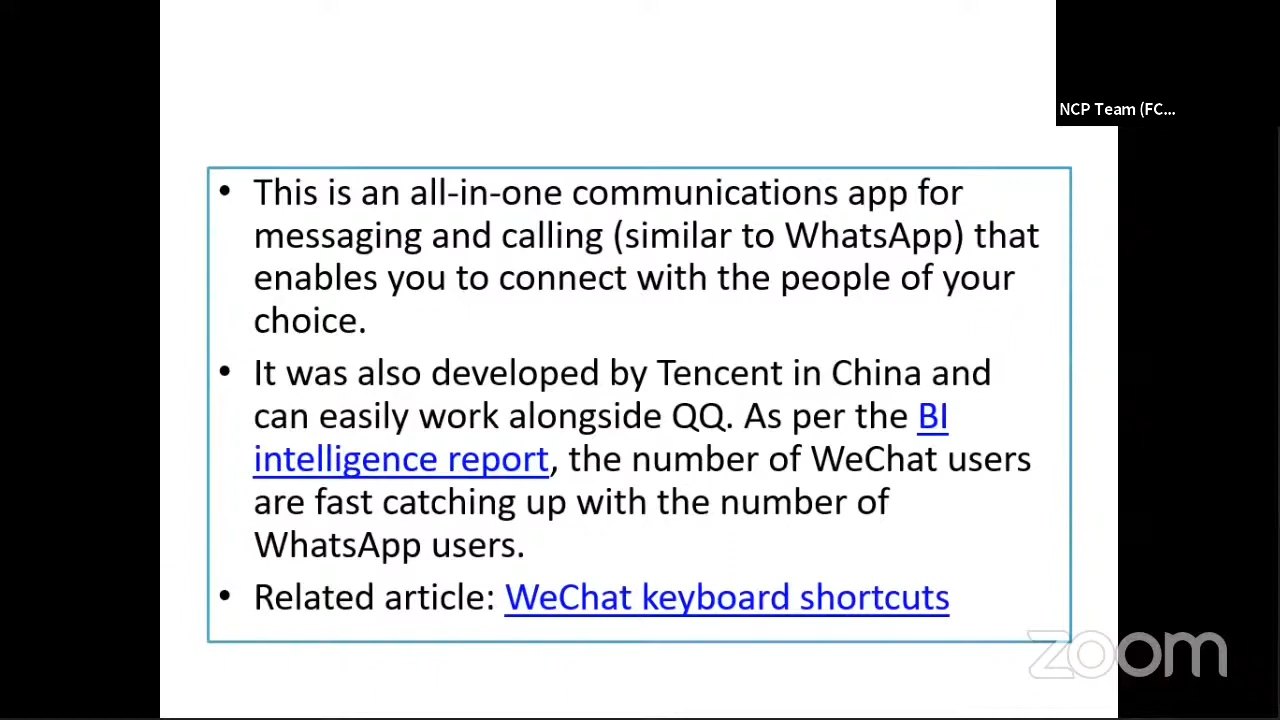 NCP Team (FC...
• This is an all-in-one communications app for
messaging and calling (similar to WhatsApp) that
enables you to connect with the people of your
choice.
• It was also developed by Tencent in China and
can easily work alongside QQ. As per the BI
intelligence report, the number of WeChat users
are fast catching up with the number of
WhatsApp users.
• Related article: WeChat keyboard shortcuts
zoom